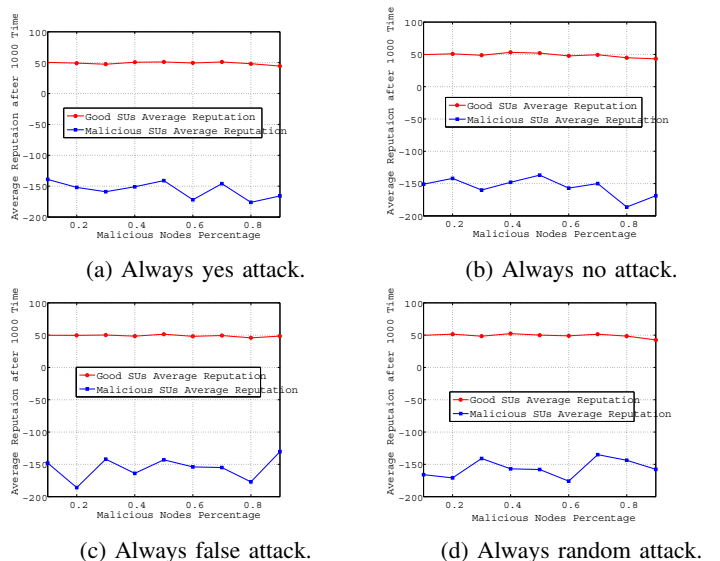 Average Reputaion after 1000 Time
100
50
0
−50
−100
−150
−200
Good SUs Average Reputation
Malicious SUs Average Reputation
0.2 0.4 0.6 0.8
Malicious Nodes Percentage
(a) Always yes attack.
Average Reputaion after 1000 Time
100
50
0
−50
−100
−150
−200
Good SUs Average Reputation
Malicious SUs Average Reputation
0.2 0.4 0.6 0.8
Malicious Nodes Percentage
(b) Always no attack.
Average Reputaion after 1000 Time
100
50
0
−50
−100
−150
−200
Good SUs Average Reputation
Malicious SUs Average Reputation
0.2 0.4 0.6 0.8
Malicious Nodes Percentage
(c) Always false attack.
Average Reputaion after 1000 Time
100
50
0
−50
−100
−150
−200
Good SUs Average Reputation
Malicious SUs Average Reputation
0.2 0.4 0.6 0.8
Malicious Nodes Percentage
(d) Always random attack.